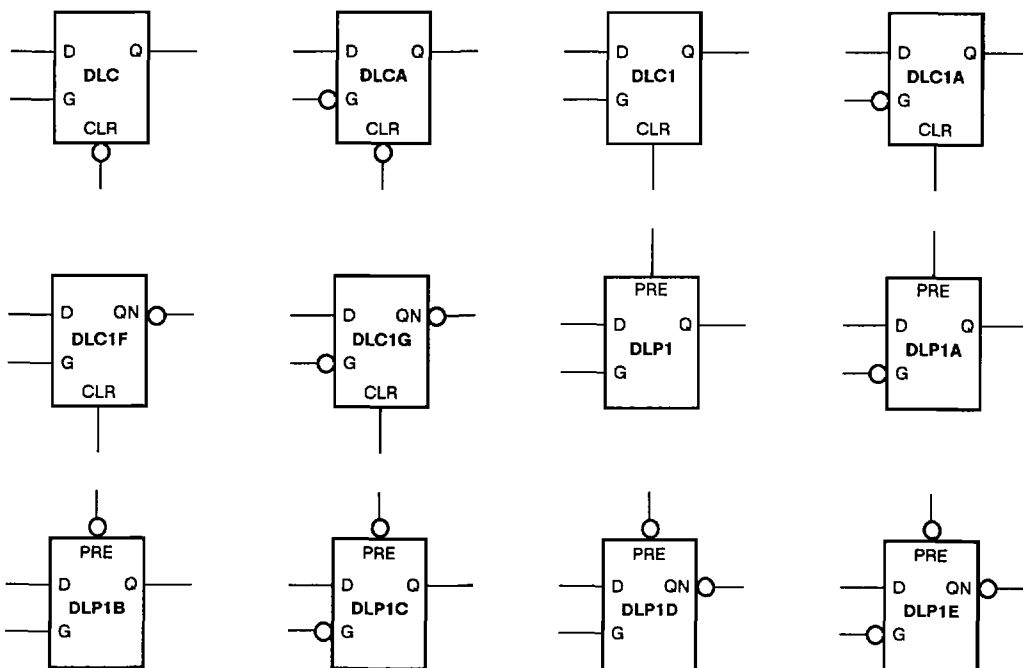 D Q
DLC
G
CLR
D Q
DLCA
G
CLR
D Q
DLC1
G
CLR
D Q
DLC1A
G
CLR
D QN
DLC1F
G
CLR
D QN
DLC1G
G
CLR
PRE
D Q
DLP1
G
PRE
D Q
DLP1A
G
PRE
D Q
DLP1B
G
PRE
D Q
DLP1C
G
PRE
D QN
DLP1D
G
PRE
D QN
DLP1E
G